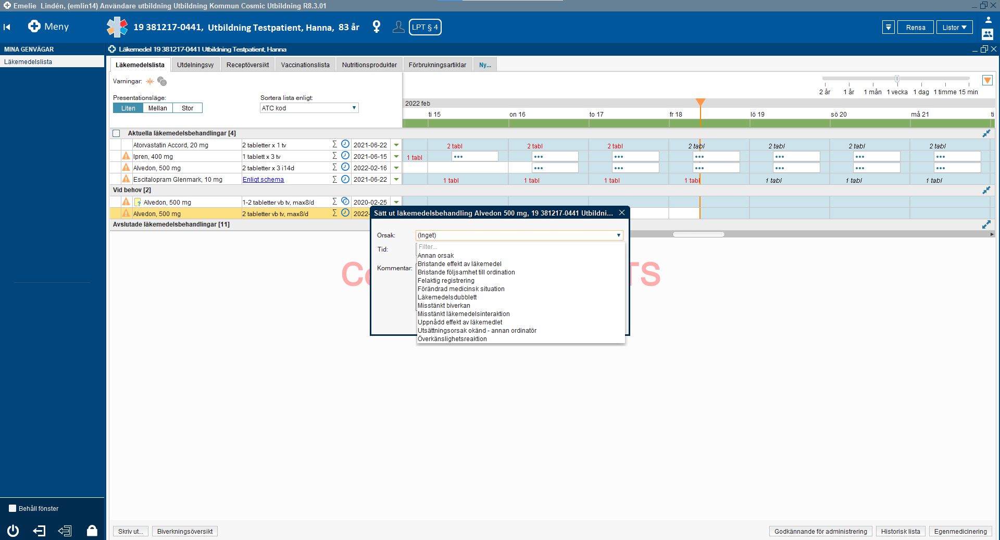 Emelie Lindén, (emlin14) Användare utbildning Utbildning Kommun Cosmic Utbildning R8.3.01
Meny
19 381217-0441, Utbildning Testpatient, Hanna, 83 år
LPT § 4
Rensa
Listor
MINA GENVÄGAR
Läkemedelslista
Läkemedel 19 381217-0441 Utbildning Testpatient, Hanna
Läkemedelslista Utdelningsvy Receptöversikt Vaccinationslista Nutritionsprodukter Förbrukningsartiklar Ny...
Varningar:
Presentationsläge:
Liten Mellan Stor
Sortera lista enligt:
ATC kod
2 år 1 år 1 mån 1 vecka 1 dag 1 timme 15 min
2022 feb
ti 15 on 16 to 17 fr 18 lö 19 sö 20 må 21 ti
Aktuella läkemedelsbehandlingar [4]
Atorvastatin Accord, 20 mg 2 tabletter x 1 tv Σ 2021-06-22 2 tabl 2 tabl 2 tabl 2 tabl 2 tabl 2 tabl 2 tabl
Ipren, 400 mg 1 tablett x 3 tv Σ 2021-06-15 1 tabl ••• ••• ••• ••• ••• ••• •••
Alvedon, 500 mg 2 tabletter x 3 i14d Σ 2022-02-16 ••• ••• ••• ••• ••• •••
Escitalopram Glenmark, 10 mg Enligt schema Σ 2021-06-22 1 tabl 1 tabl 1 tabl 1 tabl 1 tabl 1 tabl 1 tabl
Vid behov [2]
? Alvedon, 500 mg 1-2 tabletter vb tv, max8/d Σ 2020-02-25
Alvedon, 500 mg 2 tabletter vb tv, max8/d Σ 2022-
Avslutade läkemedelsbehandlingar [11]
Sätt ut läkemedelsbehandling Alvedon 500 mg, 19 381217-0441 Utbildni...
Orsak: (Inget)
Tid:
Kommentar:
Filter...
Annan orsak
Bristande effekt av läkemedel
Bristande följsamhet till ordination
Felaktig registrering
Förändrad medicinsk situation
Läkemedelsdubblett
Misstänkt biverkan
Misstänkt läkemedelsinteraktion
Uppnådd effekt av läkemedlet
Utsättningsorsak okänd - annan ordinatör
Överkänslighetsreaktion
TS
Behåll fönster
Skriv ut... Biverkningsöversikt
Godkännande för administrering Historisk lista Egenmedicinering